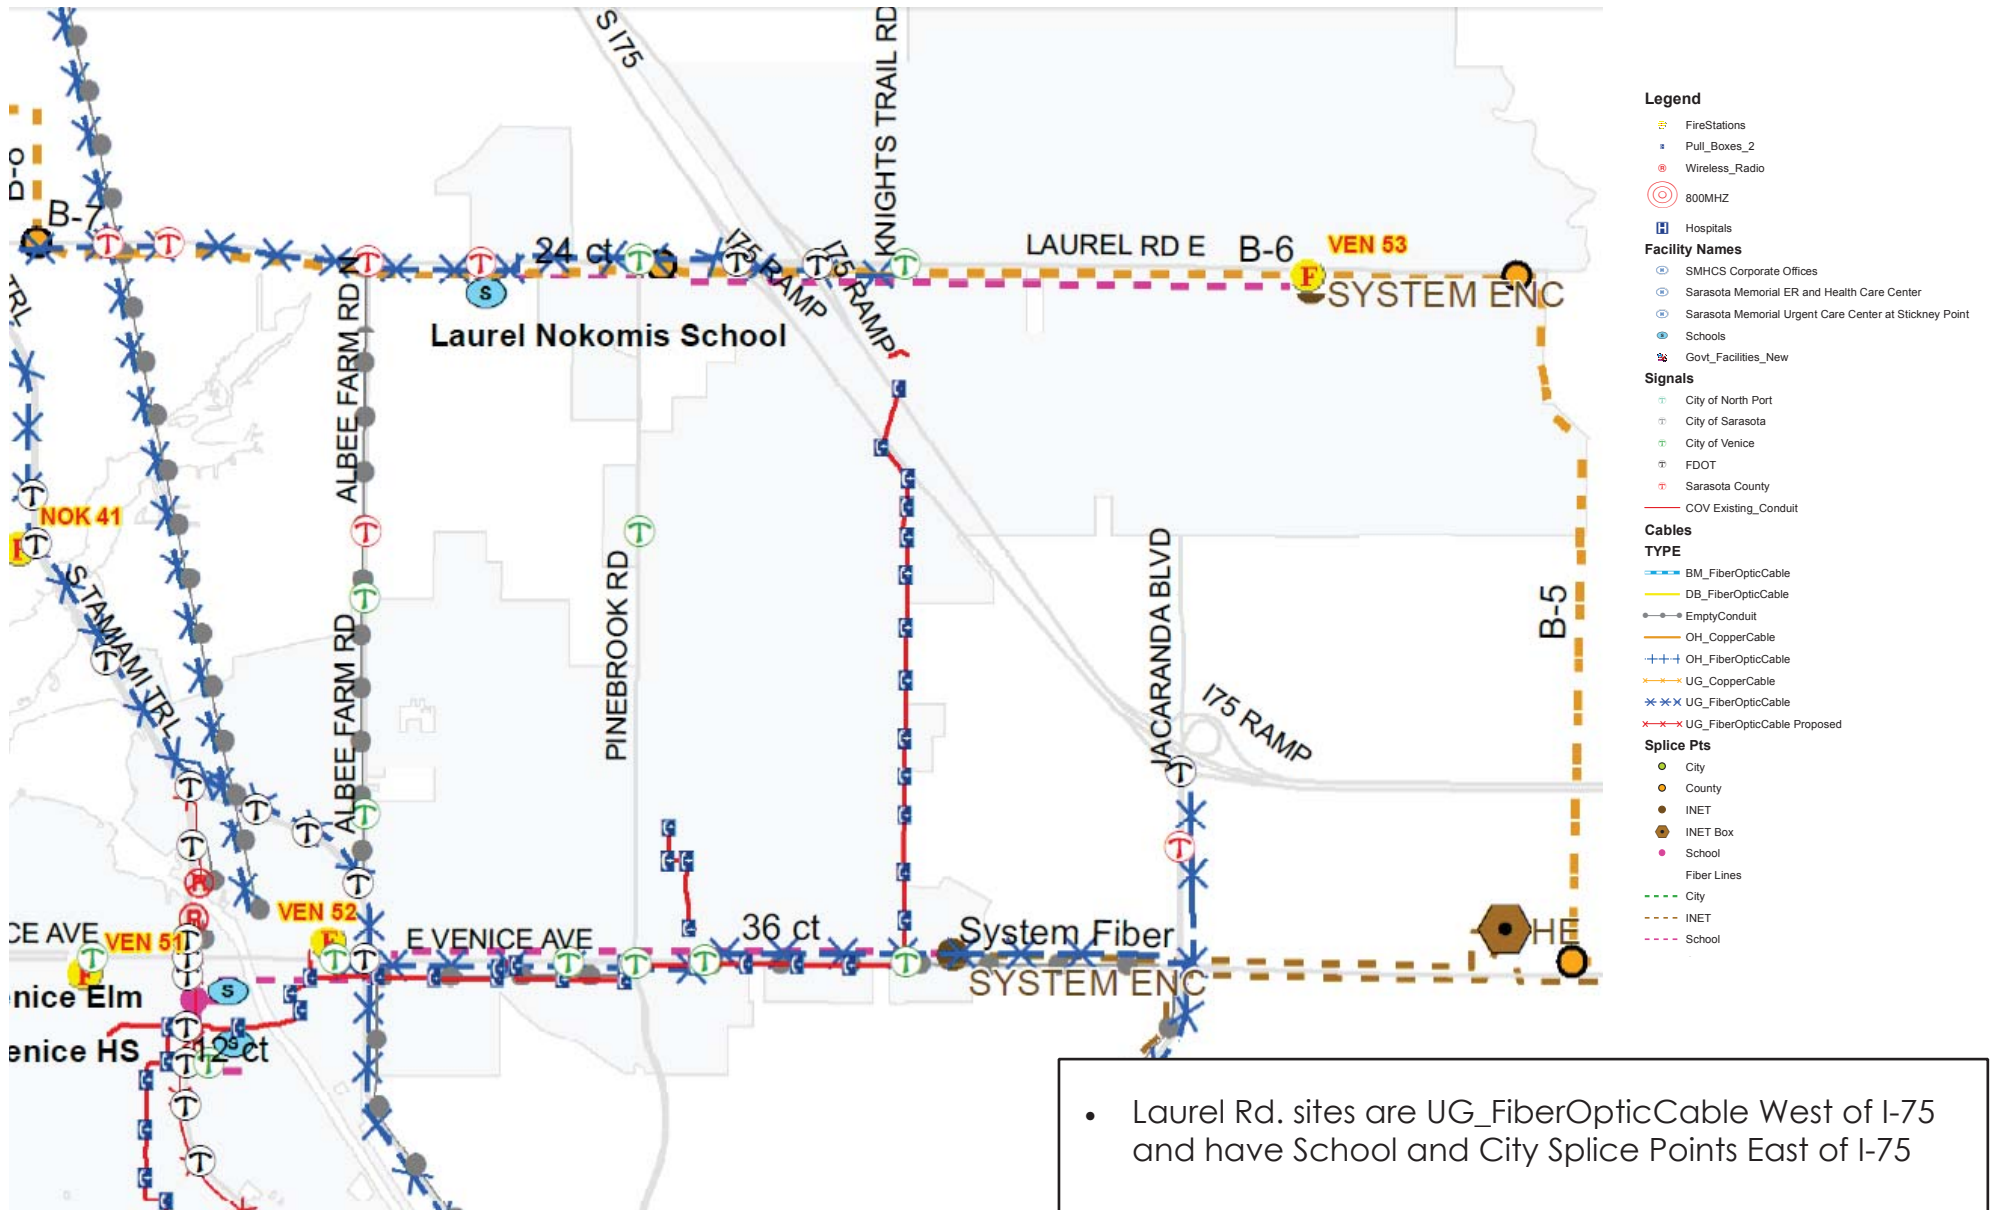 S I75
KNIGHTS TRAIL RD
B-7
24 ct
I75 RAMP
I75 RAMP
LAUREL RD E
B-6
VEN 53
SYSTEM ENC
S
Laurel Nokomis School
ALBEE FARM RD N
TRL
NOK 41
S TAMIAMI TRL
ALBEE FARM RD
PINEBROOK RD
JACARANDA BLVD
I75 RAMP
B-5
CE AVE
VEN 51
VEN 52
E VENICE AVE
36 ct
System Fiber
SYSTEM ENC
HE
S
nice Elm
enice HS
S
12 ct
Legend
FireStations
Pull_Boxes_2
Wireless_Radio
800MHZ
Hospitals
Facility Names
SMHCS Corporate Offices
Sarasota Memorial ER and Health Care Center
Sarasota Memorial Urgent Care Center at Stickney Point
Schools
Govt_Facilities_New
Signals
City of North Port
City of Sarasota
City of Venice
FDOT
Sarasota County
COV Existing_Conduit
Cables
TYPE
BM_FiberOpticCable
DB_FiberOpticCable
EmptyConduit
OH_CopperCable
OH_FiberOpticCable
UG_CopperCable
UG_FiberOpticCable
UG_FiberOpticCable Proposed
Splice Pts
City
County
INET
INET Box
School
Fiber Lines
City
INET
School
• Laurel Rd. sites are UG_FiberOpticCable West of I-75
and have School and City Splice Points East of I-75